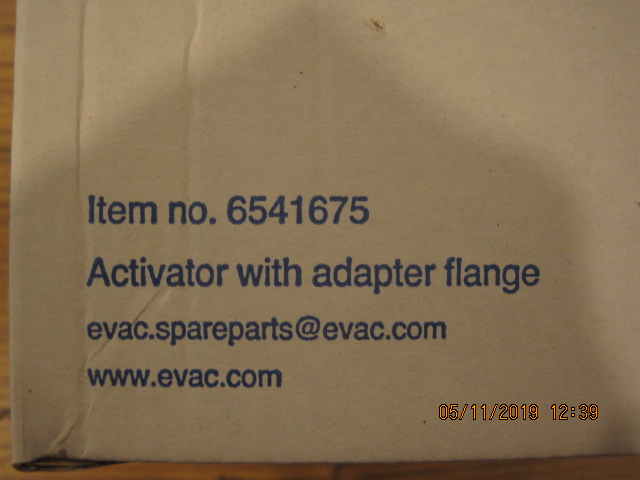 Item no. 6541675
Activator with adapter flange
evac.spareparts@evac.com
www.evac.com
05/11/2019 12:39